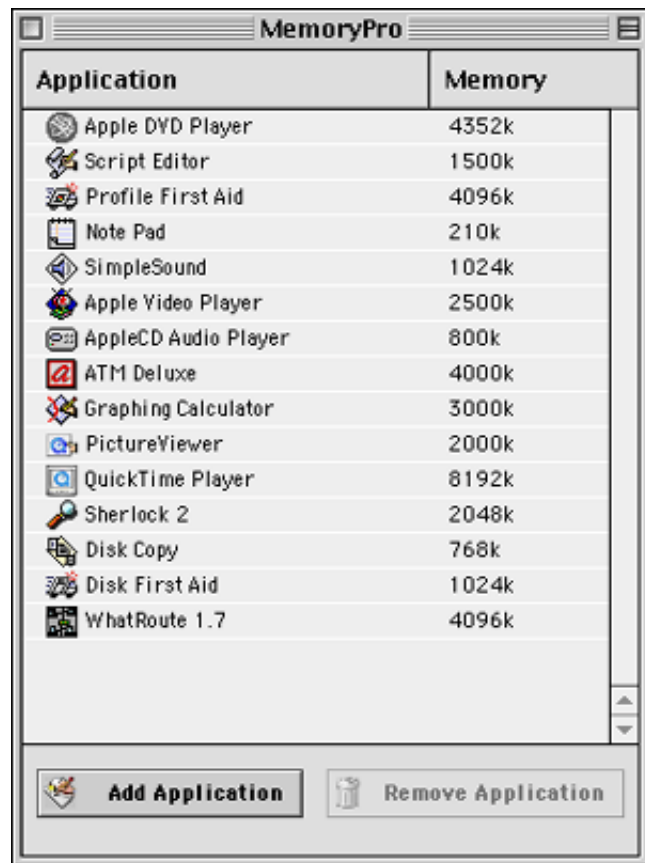 MemoryPro
Application Memory
Apple DVD Player 4352k
Script Editor 1500k
Profile First Aid 4096k
Note Pad 210k
SimpleSound 1024k
Apple Video Player 2500k
AppleCD Audio Player 800k
ATM Deluxe 4000k
Graphing Calculator 3000k
PictureViewer 2000k
QuickTime Player 8192k
Sherlock 2 2048k
Disk Copy 768k
Disk First Aid 1024k
WhatRoute 1.7 4096k
Add Application Remove Application